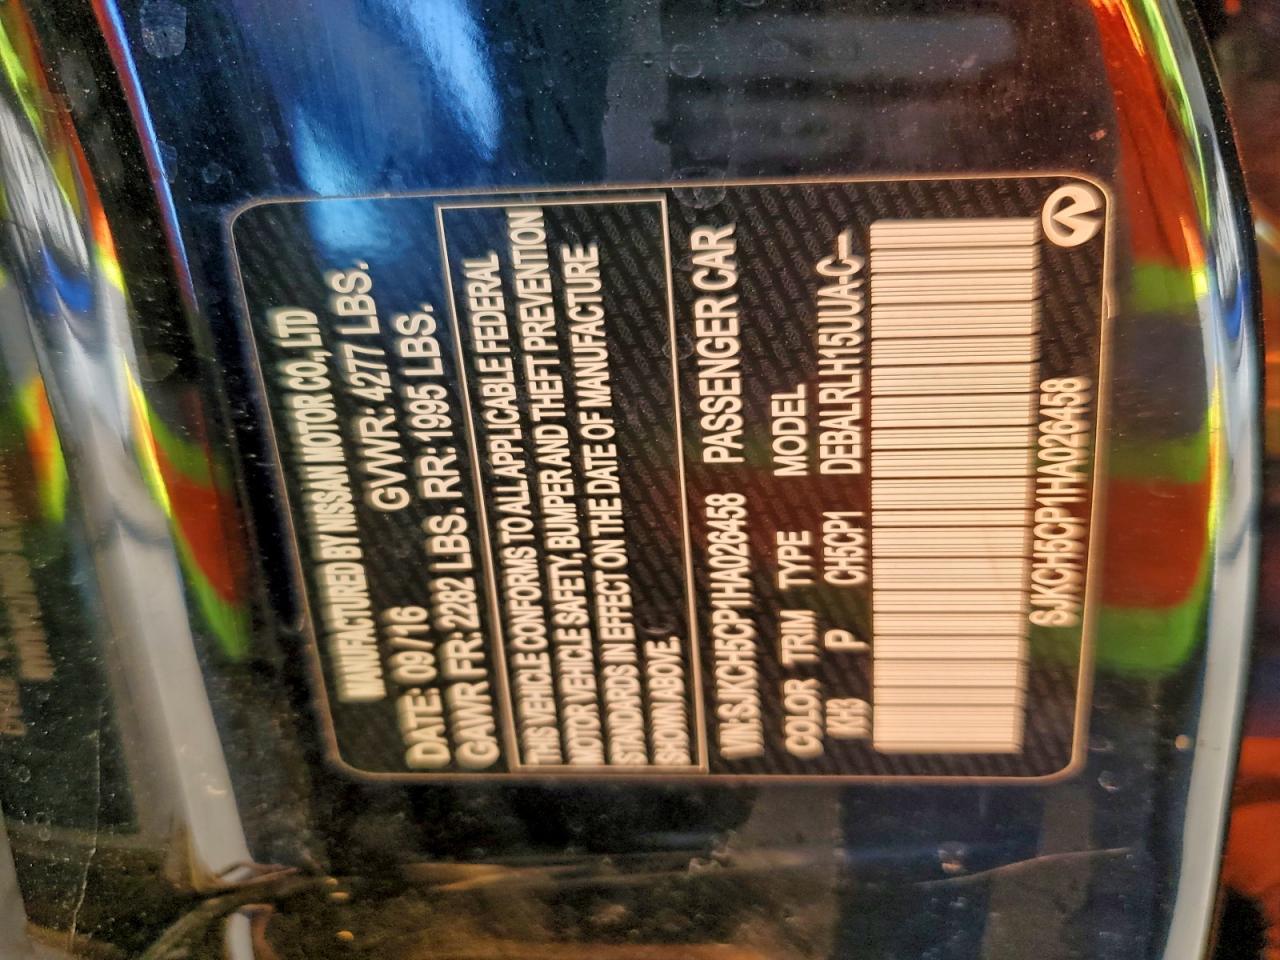 MANUFACTURED BY NISSAN MOTOR CO.,LTD
DATE: 09/16 GVWR: 4277 LBS.
GAWR FR: 2282 LBS. RR: 1995 LBS.
THIS VEHICLE CONFORMS TO ALL APPLICABLE FEDERAL
MOTOR VEHICLE SAFETY, BUMPER AND THEFT PREVENTION
STANDARDS IN EFFECT ON THE DATE OF MANUFACTURE
SHOWN ABOVE.
VIN: SJKCH5CP1HA026458 PASSENGER CAR
COLOR TRIM TYPE MODEL
KH3 P CH5CP1 DEBALRLH15UUA-C—
SJKCH5CP1HA026458